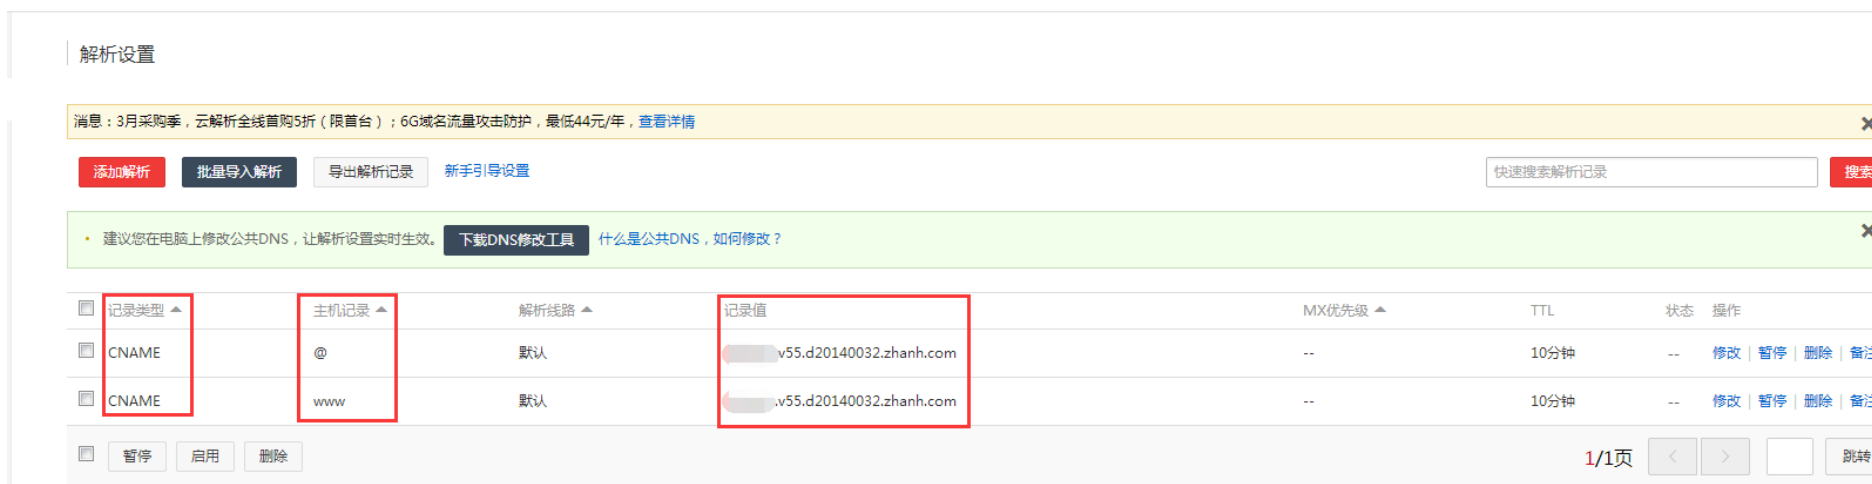 解析设置
消息：3月采购季，云解析全线首购5折（限首台）；6G域名流量攻击防护，最低44元/年，查看详情
添加解析 批量导入解析 导出解析记录 新手引导设置 快速搜索解析记录 搜索
建议您在电脑上修改公共DNS，让解析设置实时生效。 下载DNS修改工具 什么是公共DNS，如何修改？
记录类型 主机记录 解析线路 记录值 MX优先级 TTL 状态 操作
CNAME @ 默认 v55.d20140032.zhanh.com -- 10分钟 -- 修改 | 暂停 | 删除 | 备注
CNAME www 默认 .v55.d20140032.zhanh.com -- 10分钟 -- 修改 | 暂停 | 删除 | 备注
暂停 启用 删除 1/1页 < > 跳转